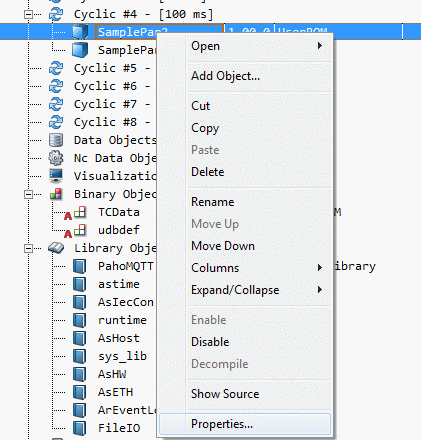 Cyclic #4 - [100 ms]
SamplePar2 1.00.0 UserROM
SamplePar
Cyclic #5 -
Cyclic #6 -
Cyclic #7 -
Cyclic #8 -
Data Objects
Nc Data Obje
Visualizatio
Binary Objec
TCData M
udbdef
Library Obje
PahoMQTT ibrary
astime
AsIecCon
runtime
AsHost
sys_lib
AsHW
AsETH
ArEventLo
FileIO
Open
Add Object...
Cut
Copy
Paste
Delete
Rename
Move Up
Move Down
Columns
Expand/Collapse
Enable
Disable
Decompile
Show Source
Properties...